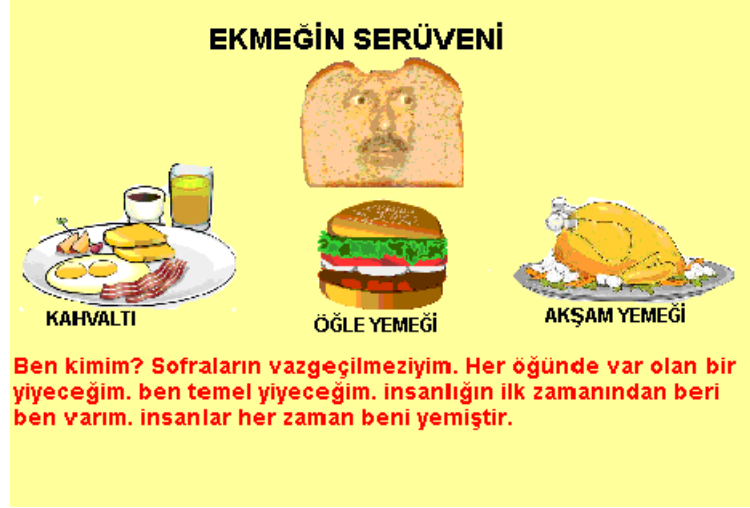 EKMEĞİN SERÜVENİ
KAHVALTI
ÖĞLE YEMEĞİ
AKŞAM YEMEĞİ
Ben kimim? Sofraların vazgeçilmeziyim. Her öğünde var olan bir
yiyeceğim. ben temel yiyeceğim. insanlığın ilk zamanından beri
ben varım. insanlar her zaman beni yemiştir.